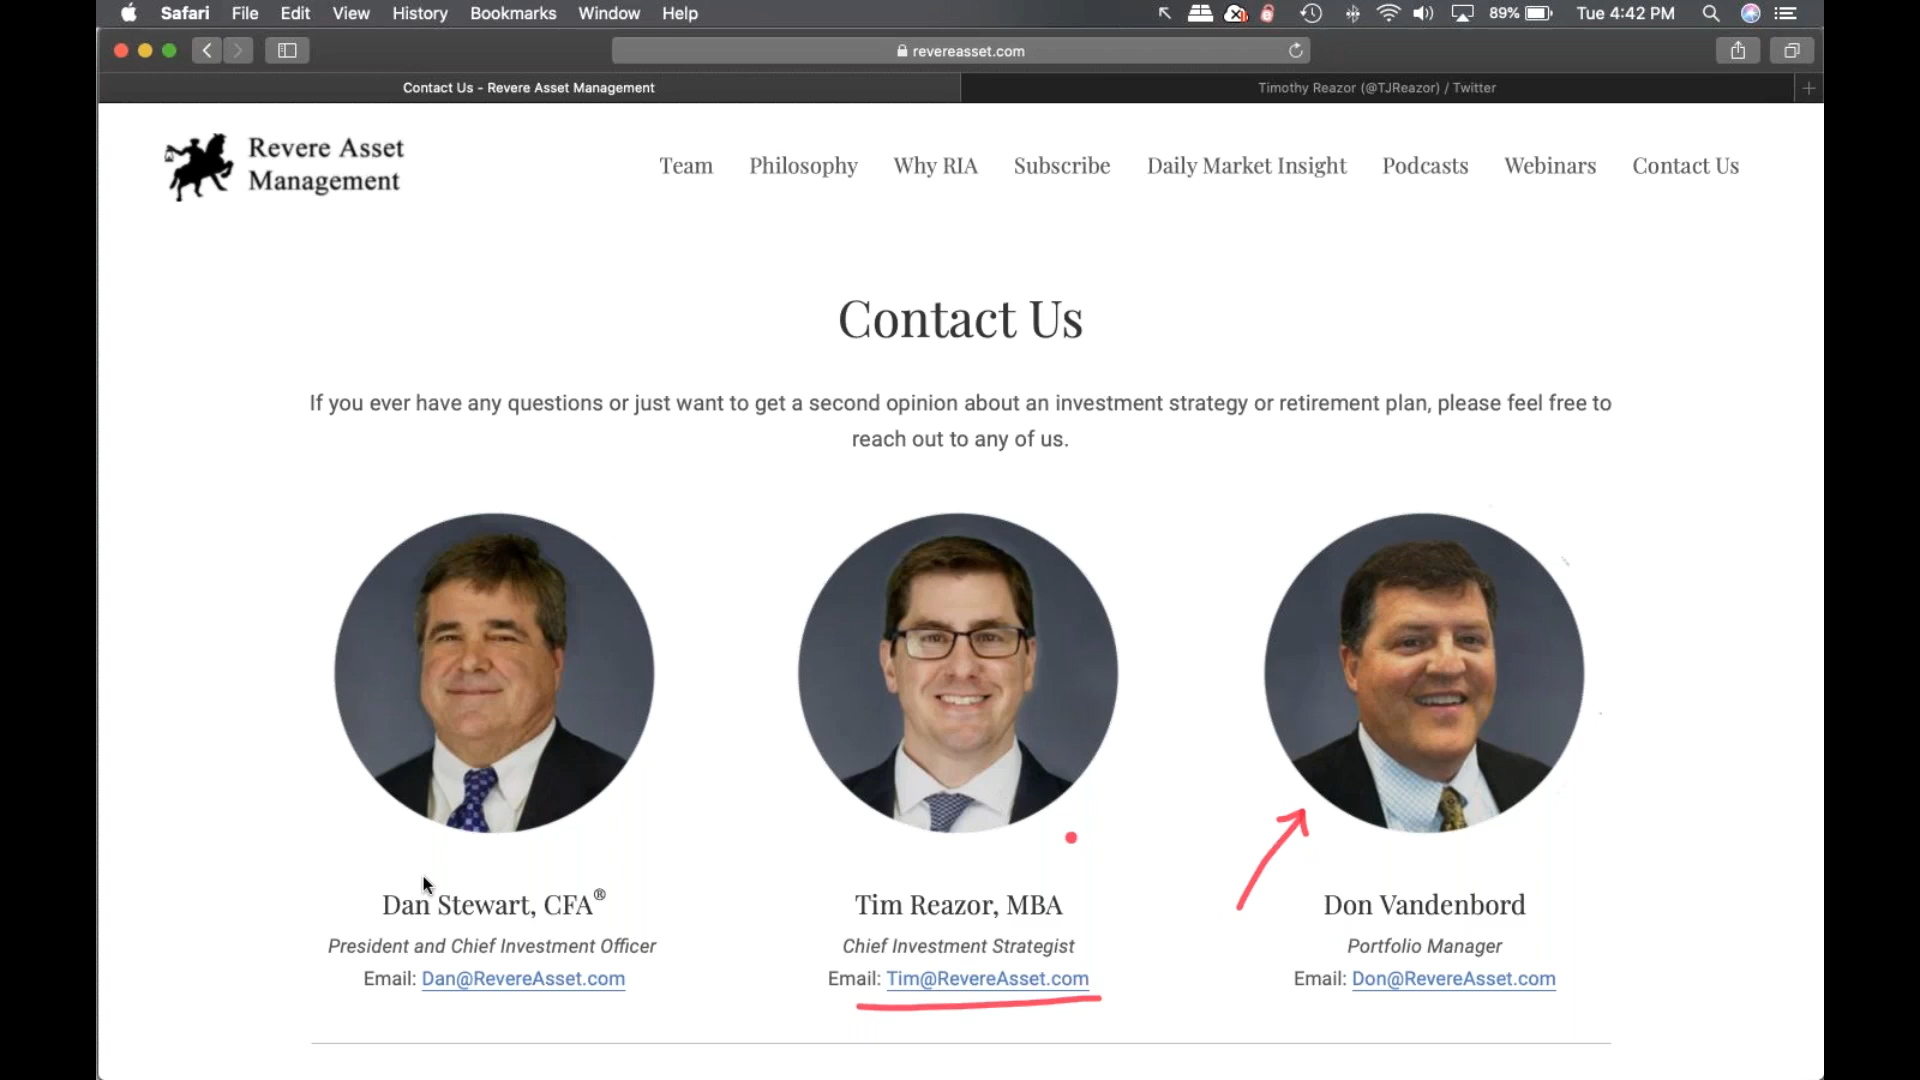 Safari File Edit View History Bookmarks Window Help 89% Tue 4:42 PM
revereasset.com
Contact Us - Revere Asset Management Timothy Reazor (@TJReazor) / Twitter
Revere Asset
Management
Team Philosophy Why RIA Subscribe Daily Market Insight Podcasts Webinars Contact Us
Contact Us
If you ever have any questions or just want to get a second opinion about an investment strategy or retirement plan, please feel free to
reach out to any of us.
Dan Stewart, CFA®
President and Chief Investment Officer
Email: Dan@RevereAsset.com
Tim Reazor, MBA
Chief Investment Strategist
Email: Tim@RevereAsset.com
Don Vandenbord
Portfolio Manager
Email: Don@RevereAsset.com